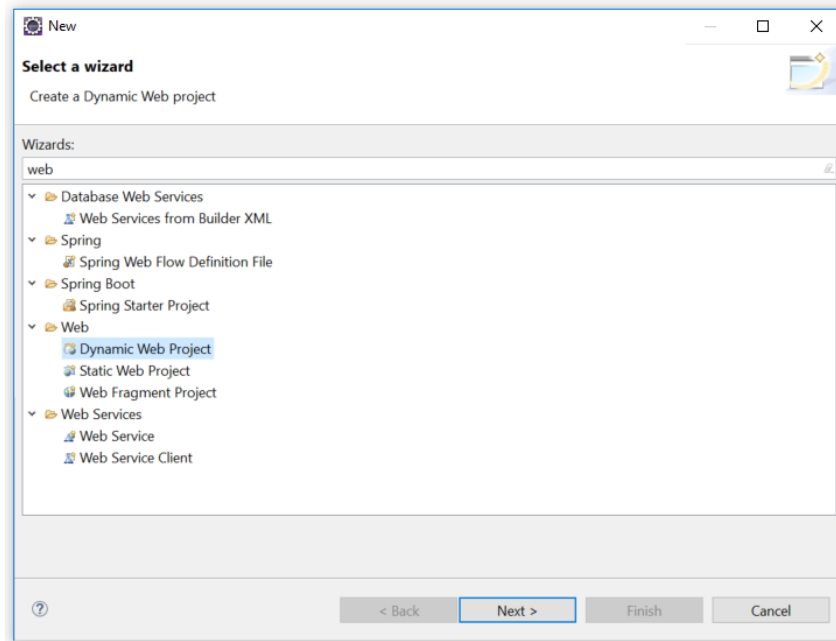 New
Select a wizard
Create a Dynamic Web project
Wizards:
web
Database Web Services
Web Services from Builder XML
Spring
Spring Web Flow Definition File
Spring Boot
Spring Starter Project
Web
Dynamic Web Project
Static Web Project
Web Fragment Project
Web Services
Web Service
Web Service Client
? < Back Next > Finish Cancel